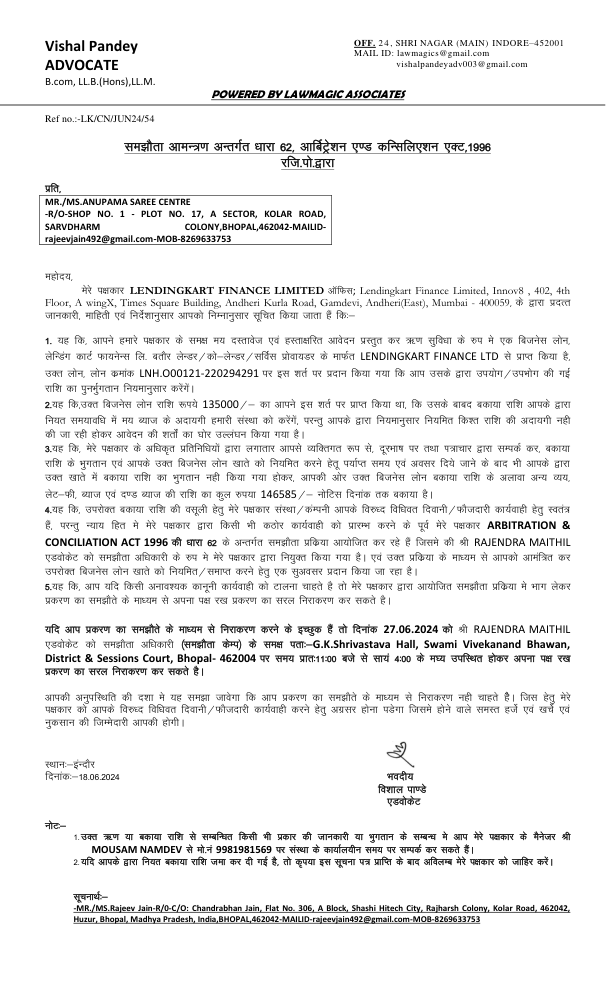 Vishal Pandey
ADVOCATE
B.com, LL.B.(Hons),LL.M.
OFF. 24, SHRI NAGAR (MAIN) INDORE–452001
MAIL ID: lawmagics@gmail.com
vishalpandeyadv003@gmail.com
POWERED BY LAWMAGIC ASSOCIATES
Ref no.:-LK/CN/JUN24/54
समझौता आमन्त्रण अन्तर्गत धारा 62, आर्बिट्रेशन एण्ड कन्सिलिएशन एक्ट,1996
रजि.पो.द्वारा
प्रति,
MR./MS.ANUPAMA SAREE CENTRE
-R/O-SHOP NO. 1 - PLOT NO. 17, A SECTOR, KOLAR ROAD,
SARVDHARM COLONY,BHOPAL,462042-MAILID-
rajeevjain492@gmail.com-MOB-8269633753
महोदय,
मेरे पक्षकार LENDINGKART FINANCE LIMITED ऑफिस; Lendingkart Finance Limited, Innov8 , 402, 4th
Floor, A wingX, Times Square Building, Andheri Kurla Road, Gamdevi, Andheri(East), Mumbai - 400059, के द्वारा प्रदत्त
जानकारी, माहिती एवं निर्देशानुसार आपको निम्नानुसार सूचित किया जाता हैं किः–
1. यह कि, आपने हमारे पक्षकार के समक्ष मय दस्तावेज एवं हस्ताक्षरित आवेदन प्रस्तुत कर ऋण सुविधा के रुप मे एक बिजनेस लोन,
लेन्डिंग कार्ट फायनेन्स लि. बतौर लेन्डर/को–लेन्डर/सर्विस प्रोवायडर के मार्फत LENDINGKART FINANCE LTD से प्राप्त किया है,
उक्त लोन, लोन क्रमांक LNH.O00121-220294291 पर इस शर्त पर प्रदान किया गया कि आप उसके द्वारा उपयोग/उपभोग की गई
राशि का पुनर्मुगतान नियमानुसार करेंगें।
2.यह कि,उक्त बिजनेस लोन राशि रूपये 135000/– का आपने इस शर्त पर प्राप्त किया था, कि उसके बाबद बकाया राशि आपके द्वारा
नियत समयावधि में मय ब्याज के अदायगी हमारी संस्था को करेंगें, परन्तु आपके द्वारा नियमानुसार नियमित किश्त राशि की अदायगी नही
की जा रही होकर आवेदन की शर्तो का घोर उल्लंघन किया गया है।
3.यह कि, मेरे पक्षकार के अधिकृत प्रतिनिधियों द्वारा लगातार आपसे व्यक्तिगत रूप से, दूरभाष पर तथा पत्राचार द्वारा सम्पर्क कर, बकाया
राशि के भुगतान एवं आपके उक्त बिजनेस लोन खाते को नियमित करने हेतू पर्याप्त समय एवं अवसर दिये जाने के बाद भी आपके द्वारा
उक्त खाते में बकाया राशि का भुगतान नही किया गया होकर, आपकी ओर उक्त बिजनेस लोन बकाया राशि के अलावा अन्य व्यय,
लेट–फी, ब्याज एवं दण्ड ब्याज की राशि का कुल रुपया 146585/– नोटिस दिनांक तक बकाया है।
4.यह कि, उपरोक्त बकाया राशि की वसूली हेतु मेरे पक्षकार संस्था/कंम्पनी आपके विरुध्द विधिवत दिवानी/फौजदारी कार्यवाही हेतु स्वतंत्र
हैं, परन्तु न्याय हित मे मेरे पक्षकार द्वारा किसी भी कठोर कार्यवाही को प्रारम्भ करने के पूर्व मेरे पक्षकार ARBITRATION &
CONCILIATION ACT 1996 की धारा 62 के अन्तर्गत समझौता प्रक्रिया आयोजित कर रहे हैं जिसमे की श्री RAJENDRA MAITHIL
एडवोकेट को समझौता अधिकारी के रुप मे मेरे पक्षकार द्वारा नियुक्त किया गया है। एवं उक्त प्रक्रिया के माध्यम से आपको आमंत्रित कर
उपरोक्त बिजनेस लोन खाते को नियमित/समाप्त करने हेतु एक सुअवसर प्रदान किया जा रहा है।
5.यह कि, आप यदि किसी अनावश्यक कानूनी कार्यवाही को टालना चाहते है तो मेरे पक्षकार द्वारा आयोजित समझौता प्रक्रिया मे भाग लेकर
प्रकरण का समझौते के माध्यम से अपना पक्ष रख प्रकरण का सरल निराकरण कर सकते है।
यदि आप प्रकरण का समझौते के माध्यम से निराकरण करने के इच्छुक हैं तो दिनांक 27.06.2024 को श्री RAJENDRA MAITHIL
एडवोकेट को समझौता अधिकारी (समझौता केम्प) के समक्ष पताः–G.K.Shrivastava Hall, Swami Vivekanand Bhawan,
District & Sessions Court, Bhopal- 462004 पर समय प्रातः11:00 बजे से सायं 4:00 के मघ्य उपस्थित होकर अपना पक्ष रख
प्रकरण का सरल निराकरण कर सकते है।
आपकी अनुपस्थिति की दशा मे यह समझा जावेगा कि आप प्रकरण का समझौते के माध्यम से निराकरण नही चाहते हैै। जिस हेतु मेरे
पक्षकार को आपके विरुध्द विधिवत दिवानी/फौजदारी कार्यवाही करने हेतु अग्रसर होना पडेगा जिसमे होने वाले समस्त हर्जे एवं खर्चे एवं
नुकसान की जिम्मेदारी आपकी होगी।
स्थानः–इंन्दौर
दिनांकः–18.06.2024
भवदीय
विशाल पाण्डे
एडवोकेट
नोटः–
1.उक्त ऋण या बकाया राशि से सम्बन्धित किसी भी प्रकार की जानकारी या भुगतान के सम्बन्ध मे आप मेरे पक्षकार के मैनेजर श्री
MOUSAM NAMDEV से मो.नं 9981981569 पर संस्था के कार्यालयीन समय पर सम्पर्क कर सकते हैं।
2.यदि आपके द्वारा नियत बकाया राशि जमा कर दी गई है, तो कृपया इस सूचना पत्र प्राप्ति के बाद अविलम्ब मेरे पक्षकार को जाहिर करें।
सूचनार्थः–
-MR./MS.Rajeev Jain-R/0-C/O: Chandrabhan Jain, Flat No. 306, A Block, Shashi Hitech City, Rajharsh Colony, Kolar Road, 462042,
Huzur, Bhopal, Madhya Pradesh, India,BHOPAL,462042-MAILID-rajeevjain492@gmail.com-MOB-8269633753